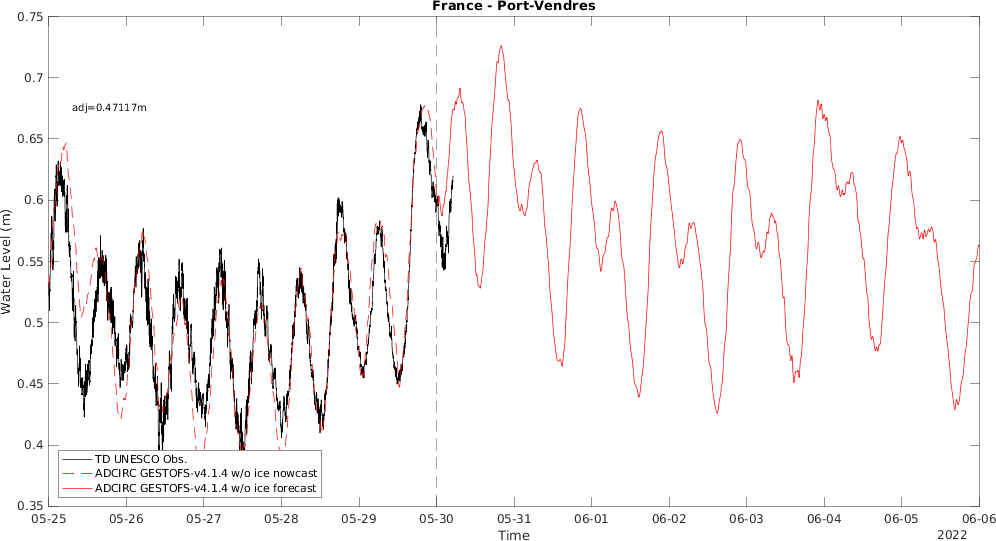 France - Port-Vendres
0.75
0.7
0.65
0.6
0.55
0.5
0.45
0.4
0.35
Water Level (m)
adj=0.47117m
TD UNESCO Obs.
ADCIRC GESTOFS-v4.1.4 w/o ice nowcast
ADCIRC GESTOFS-v4.1.4 w/o ice forecast
05-25 05-26 05-27 05-28 05-29 05-30 05-31 06-01 06-02 06-03 06-04 06-05 06-06
Time
2022